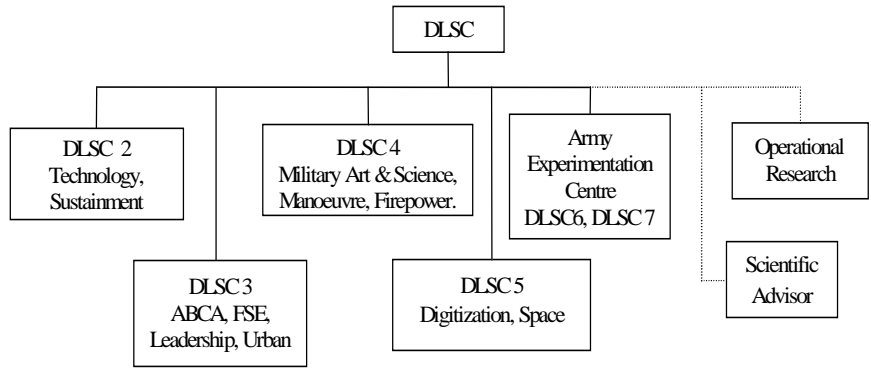 DLSC
DLSC 2
Technology,
Sustainment
DLSC 4
Military Art & Science,
Manoeuvre, Firepower.
Army
Experimentation
Centre
DLSC6, DLSC 7
Operational
Research
DLSC 3
ABCA, FSE,
Leadership, Urban
DLSC 5
Digitization, Space
Scientific
Advisor